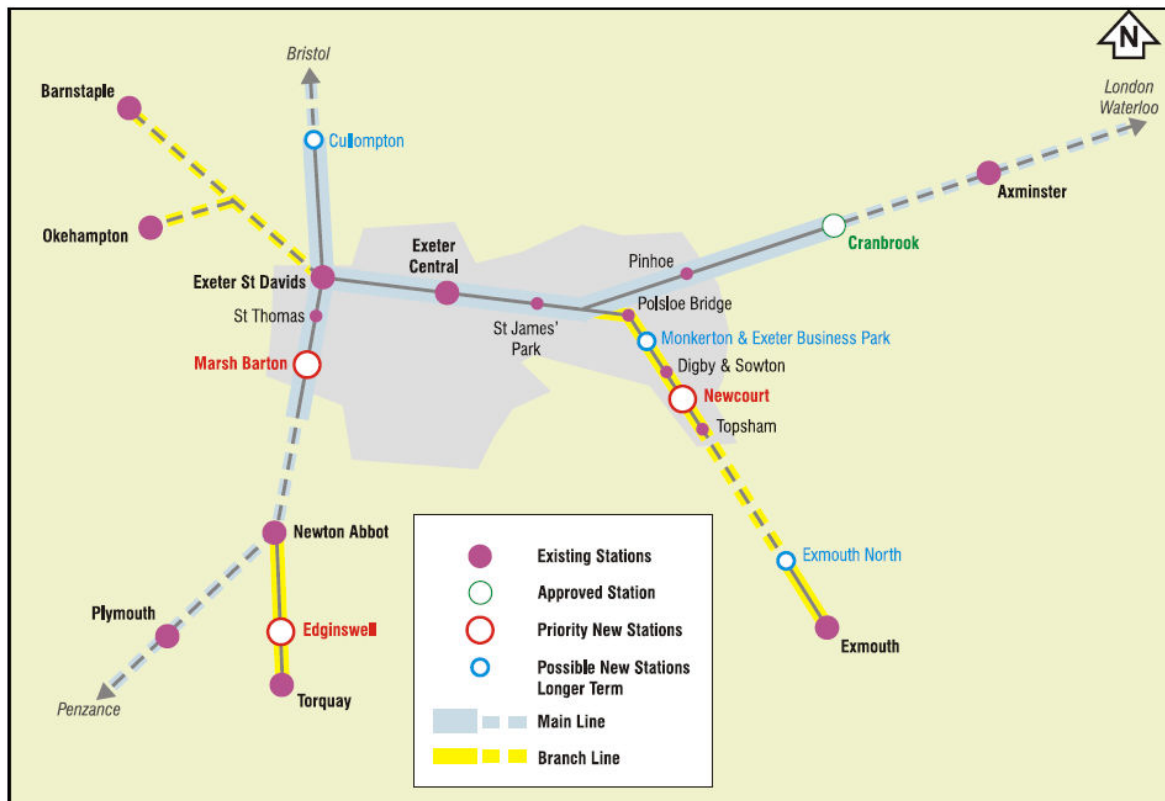 N
Bristol
London
Waterloo
Barnstaple
Cullompton
Axminster
Okehampton
Cranbrook
Exeter
Central
Pinhoe
Exeter St Davids
Polsloe Bridge
St Thomas
St James'
Park
Monkerton & Exeter Business Park
Marsh Barton
Digby & Sowton
Newcourt
Topsham
Newton Abbot
Exmouth North
Plymouth
Edginswell
Exmouth
Torquay
Penzance
Existing Stations
Approved Station
Priority New Stations
Possible New Stations
Longer Term
Main Line
Branch Line